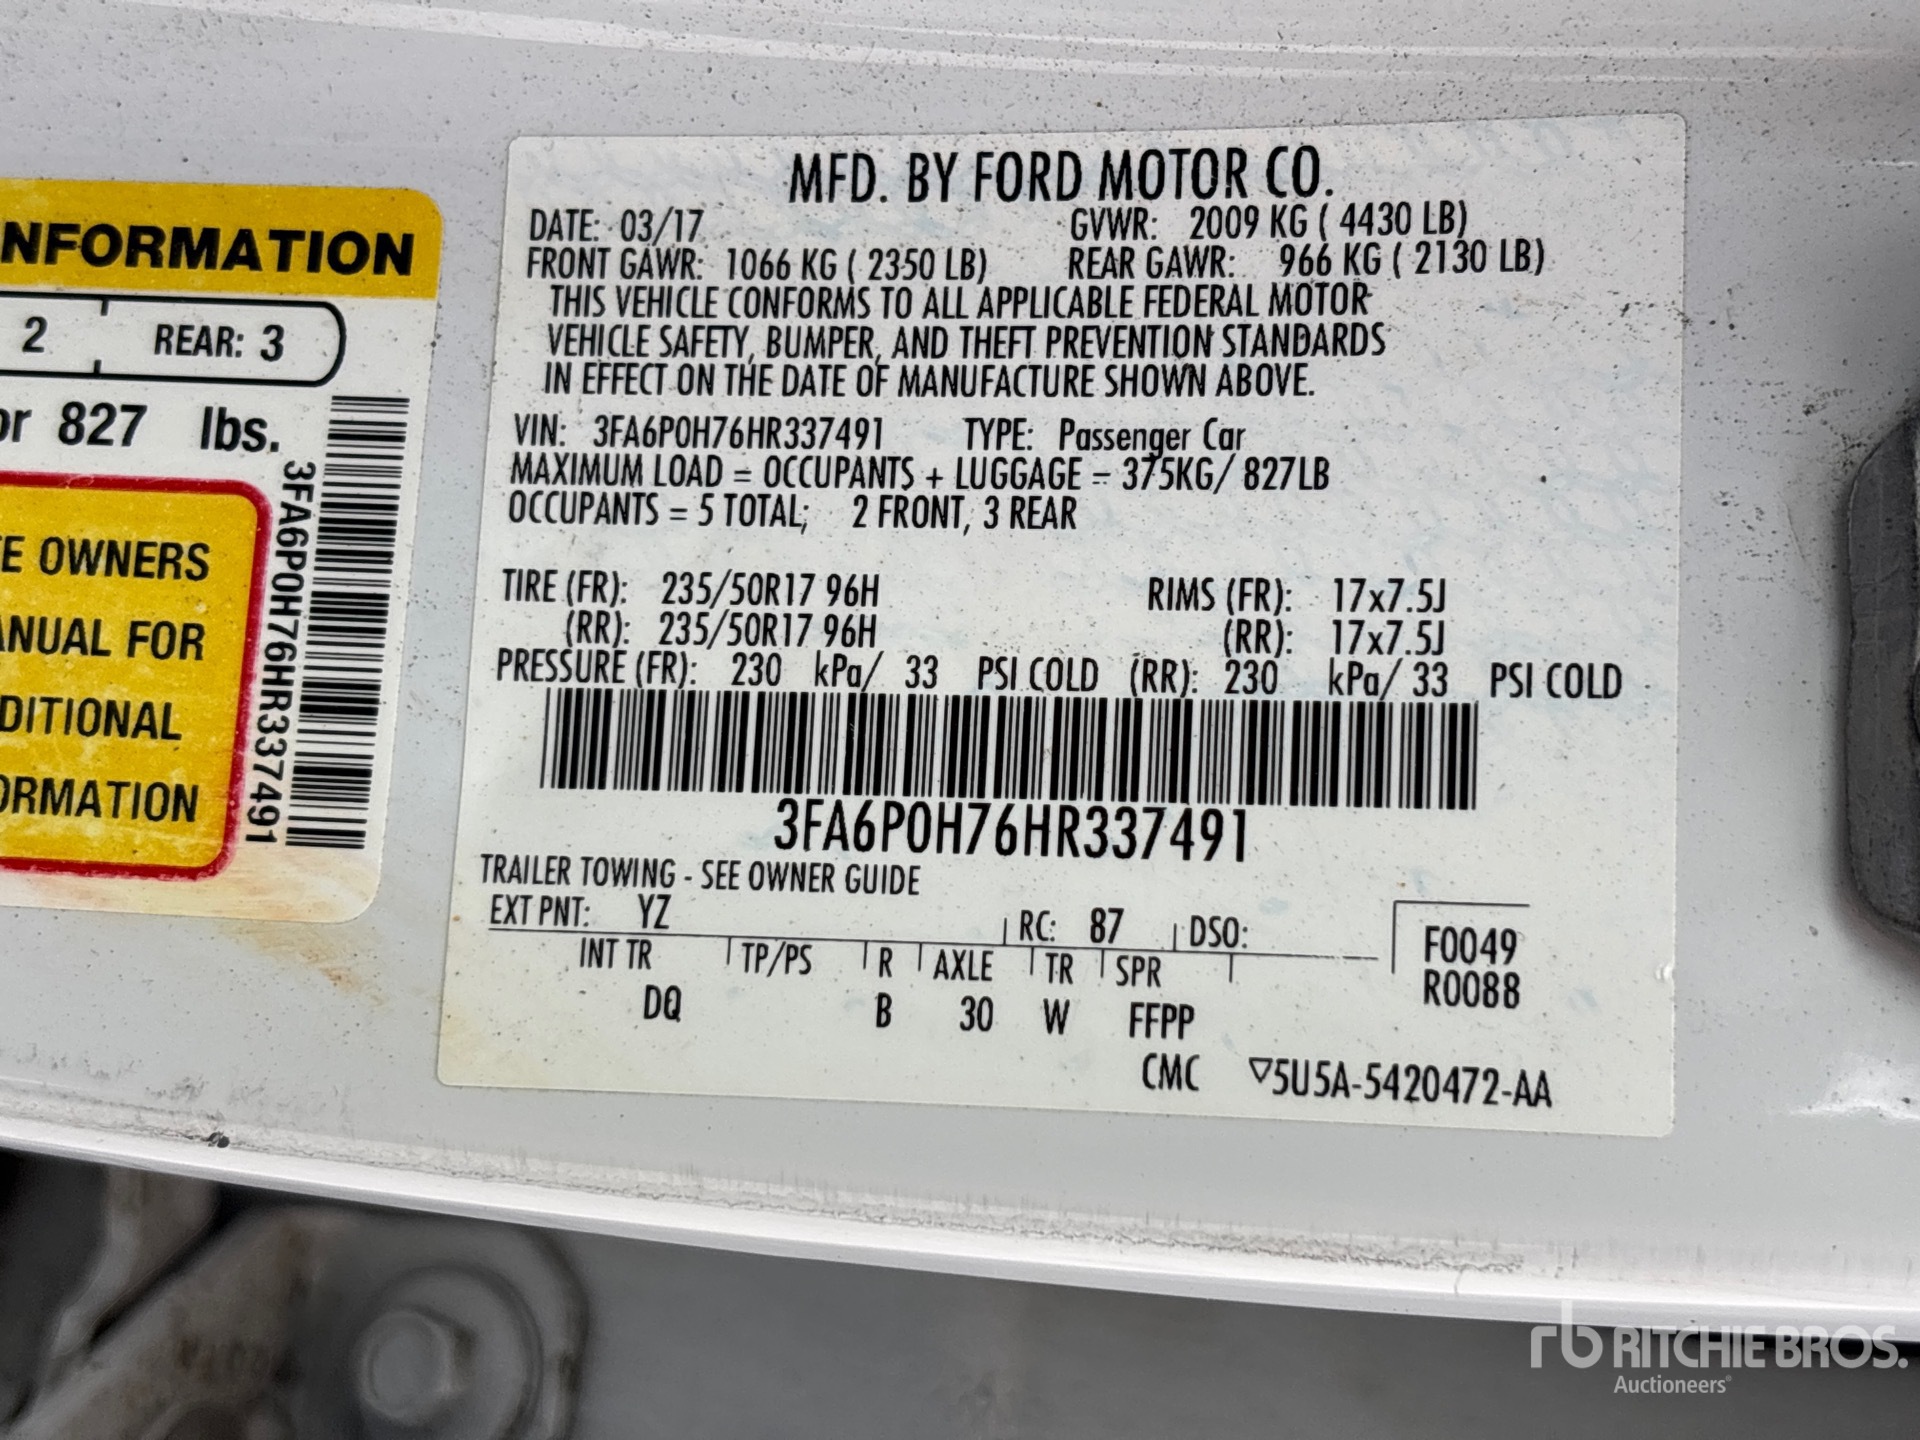 NFORMATION
2 REAR: 3
or 827 lbs.
E OWNERS
ANUAL FOR
DITIONAL
ORMATION
3FA6P0H76HR337491
MFD. BY FORD MOTOR CO.
DATE: 03/17 GVWR: 2009 KG ( 4430 LB)
FRONT GAWR: 1066 KG ( 2350 LB) REAR GAWR: 966 KG ( 2130 LB)
THIS VEHICLE CONFORMS TO ALL APPLICABLE FEDERAL MOTOR
VEHICLE SAFETY, BUMPER, AND THEFT PREVENTION STANDARDS
IN EFFECT ON THE DATE OF MANUFACTURE SHOWN ABOVE.
VIN: 3FA6P0H76HR337491 TYPE: Passenger Car
MAXIMUM LOAD = OCCUPANTS + LUGGAGE = 375KG/ 827LB
OCCUPANTS = 5 TOTAL; 2 FRONT, 3 REAR
TIRE (FR): 235/50R17 96H RIMS (FR): 17x7.5J
(RR): 235/50R17 96H (RR): 17x7.5J
PRESSURE (FR): 230 kPa/ 33 PSI COLD (RR): 230 kPa/ 33 PSI COLD
3FA6P0H76HR337491
TRAILER TOWING - SEE OWNER GUIDE
EXT PNT: YZ RC: 87 DSO:
INT TR TP/PS R AXLE TR SPR
DQ B 30 W FFPP
F0049
R0088
CMC ▽5U5A-5420472-AA
rb RITCHIE BROS.
Auctioneers®